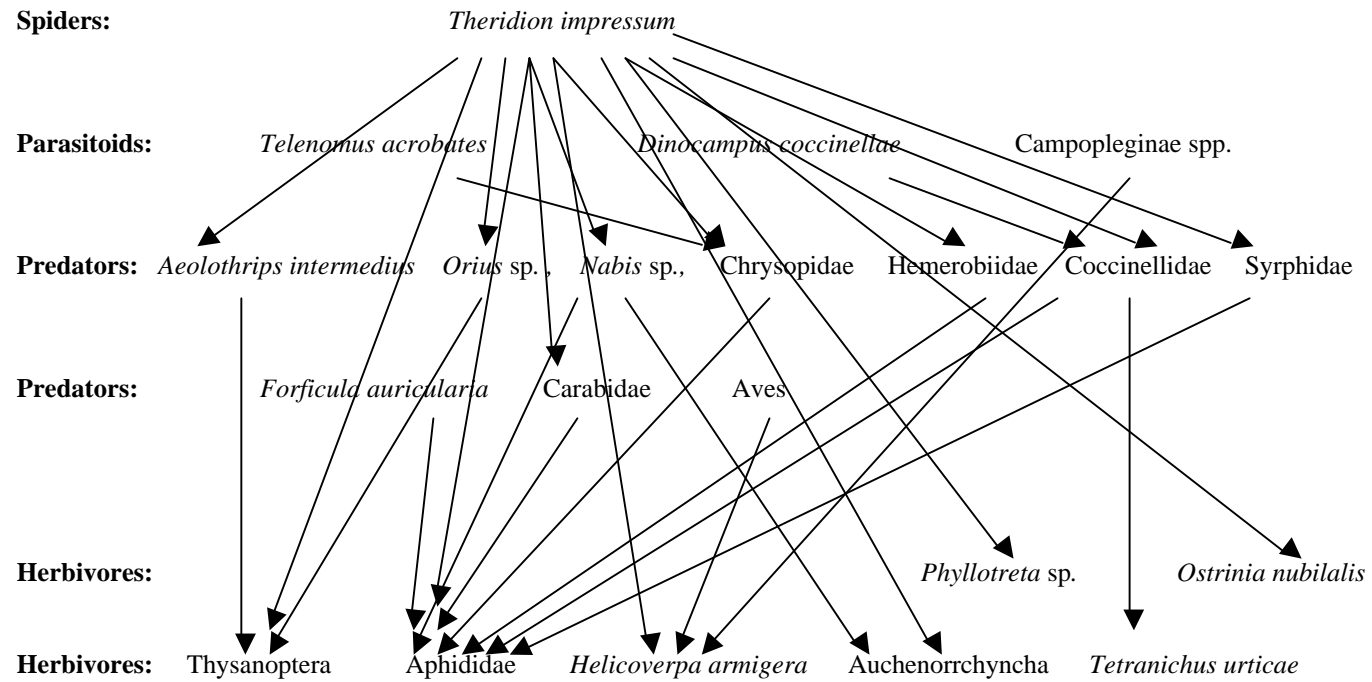 Spiders: Theridion impressum
Parasitoids: Telenomus acrobates Dinocampus coccinellae Campopleginae spp.
Predators: Aeolothrips intermedius Orius sp. , Nabis sp., Chrysopidae Hemerobiidae Coccinellidae Syrphidae
Predators: Forficula auricularia Carabidae Aves
Herbivores: Phyllotreta sp. Ostrinia nubilalis
Herbivores: Thysanoptera Aphididae Helicoverpa armigera Auchenorrchyncha Tetranichus urticae